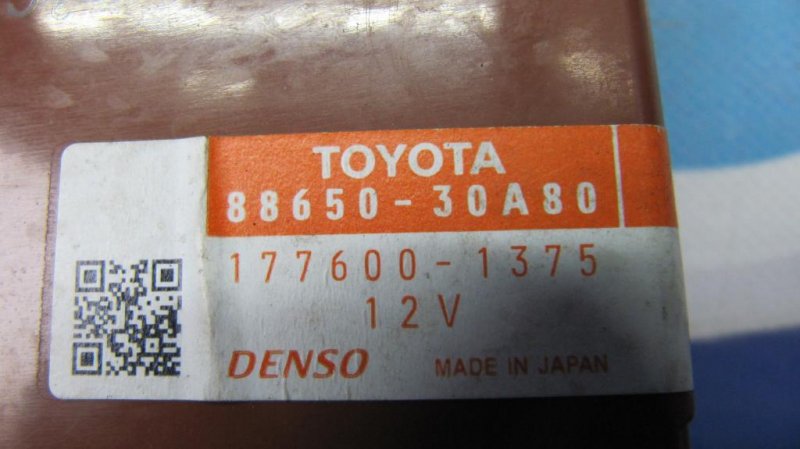 TOYOTA
88650-30A80
177600-1375
12V
DENSO MADE IN JAPAN